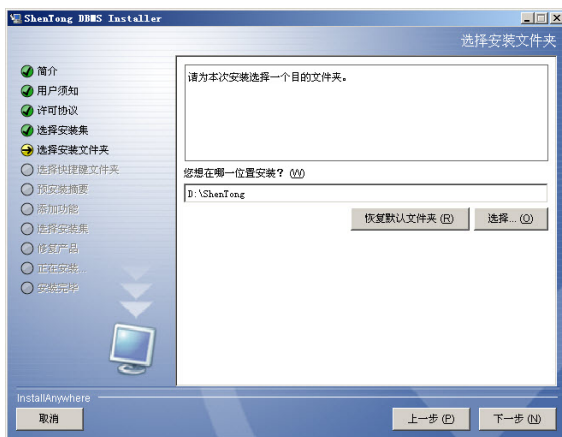 ShenTong DBMS Installer
选择安装文件夹
简介
用户须知
许可协议
选择安装集
选择安装文件夹
选择快捷键文件夹
预安装摘要
添加功能
选择安装集
修复产品
正在安装...
安装完毕
请为本次安装选择一个目的文件夹。
您想在哪一位置安装？ (W)
D:\ShenTong
恢复默认文件夹 (R)
选择... (O)
InstallAnywhere
取消
上一步 (P)
下一步 (N)